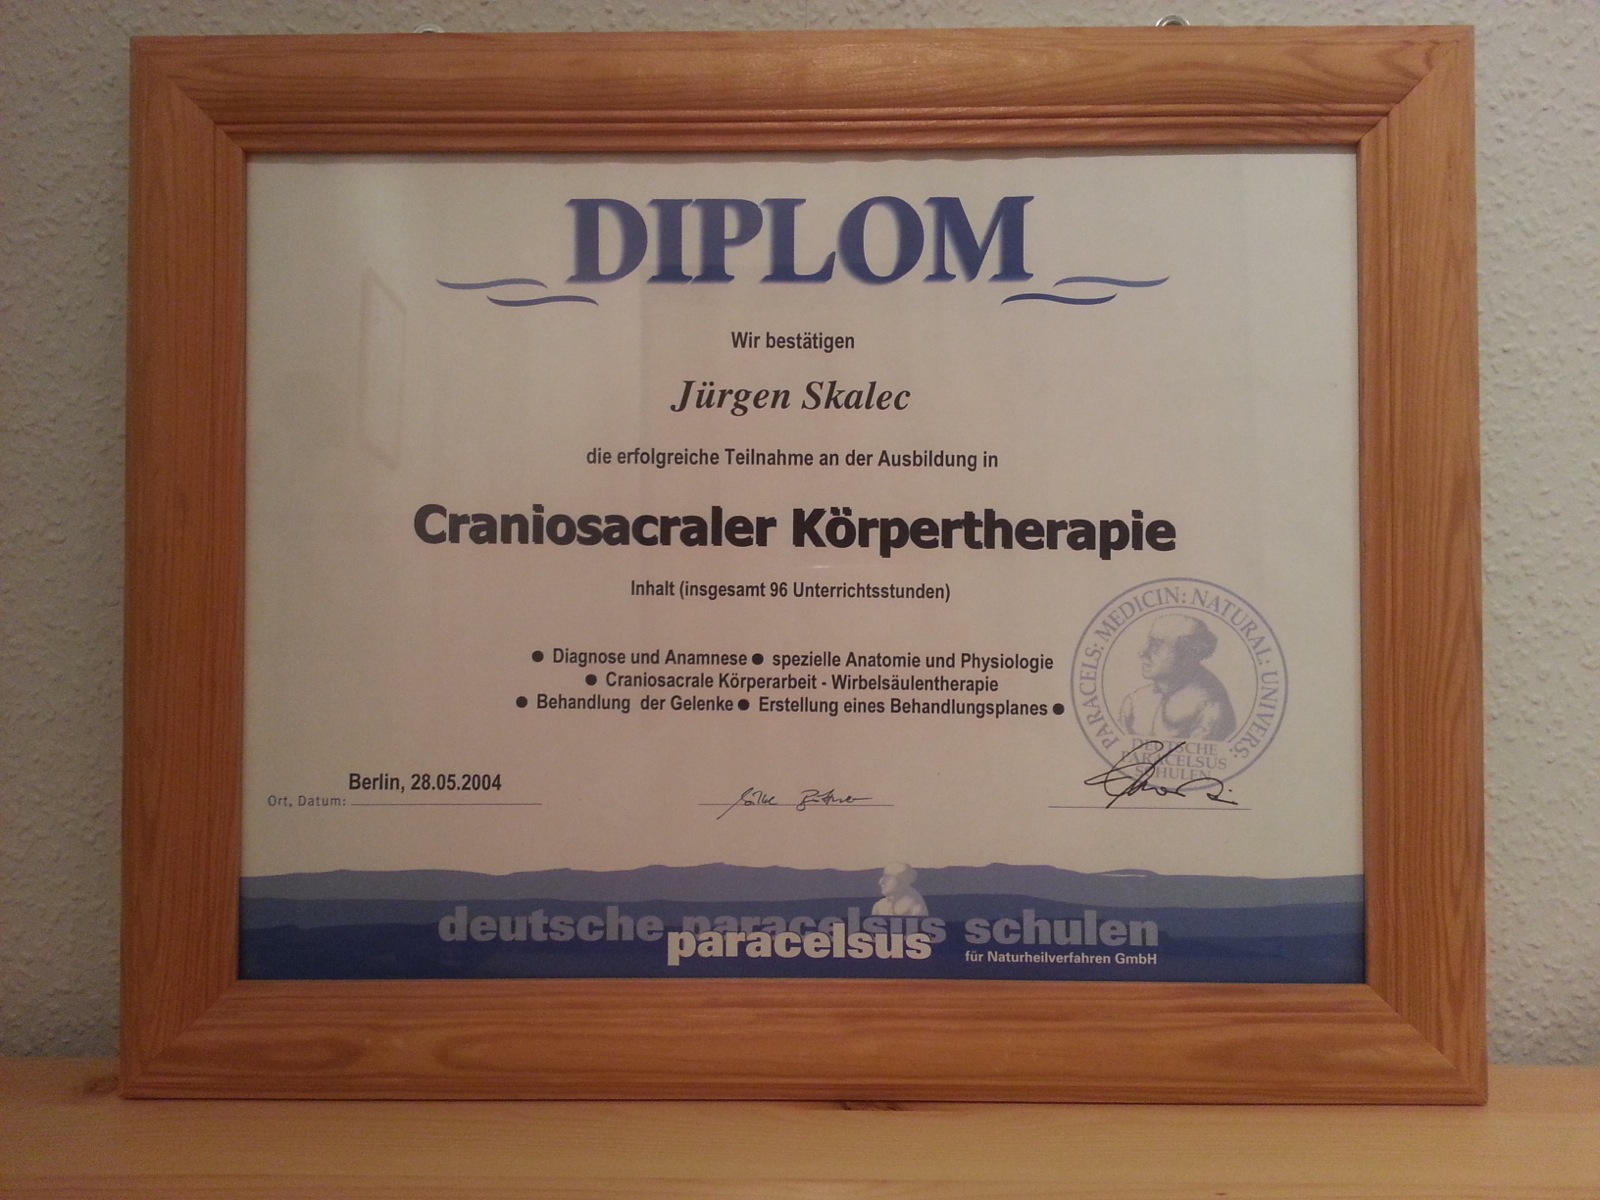 DIPLOM
Wir bestätigen
Jürgen Skalec
die erfolgreiche Teilnahme an der Ausbildung in
Craniosacraler Körpertherapie
Inhalt (insgesamt 96 Unterrichtsstunden)
● Diagnose und Anamnese ● spezielle Anatomie und Physiologie
● Craniosacrale Körperarbeit - Wirbelsäulentherapie
● Behandlung der Gelenke ● Erstellung eines Behandlungsplanes ●
PARACELS: MEDICIN: NATURAL: UNIVERS:
DEUTSCHE
PARACELSUS
SCHULEN
Ort, Datum: Berlin, 28.05.2004
deutsche paracelsus schulen
paracelsus
für Naturheilverfahren GmbH